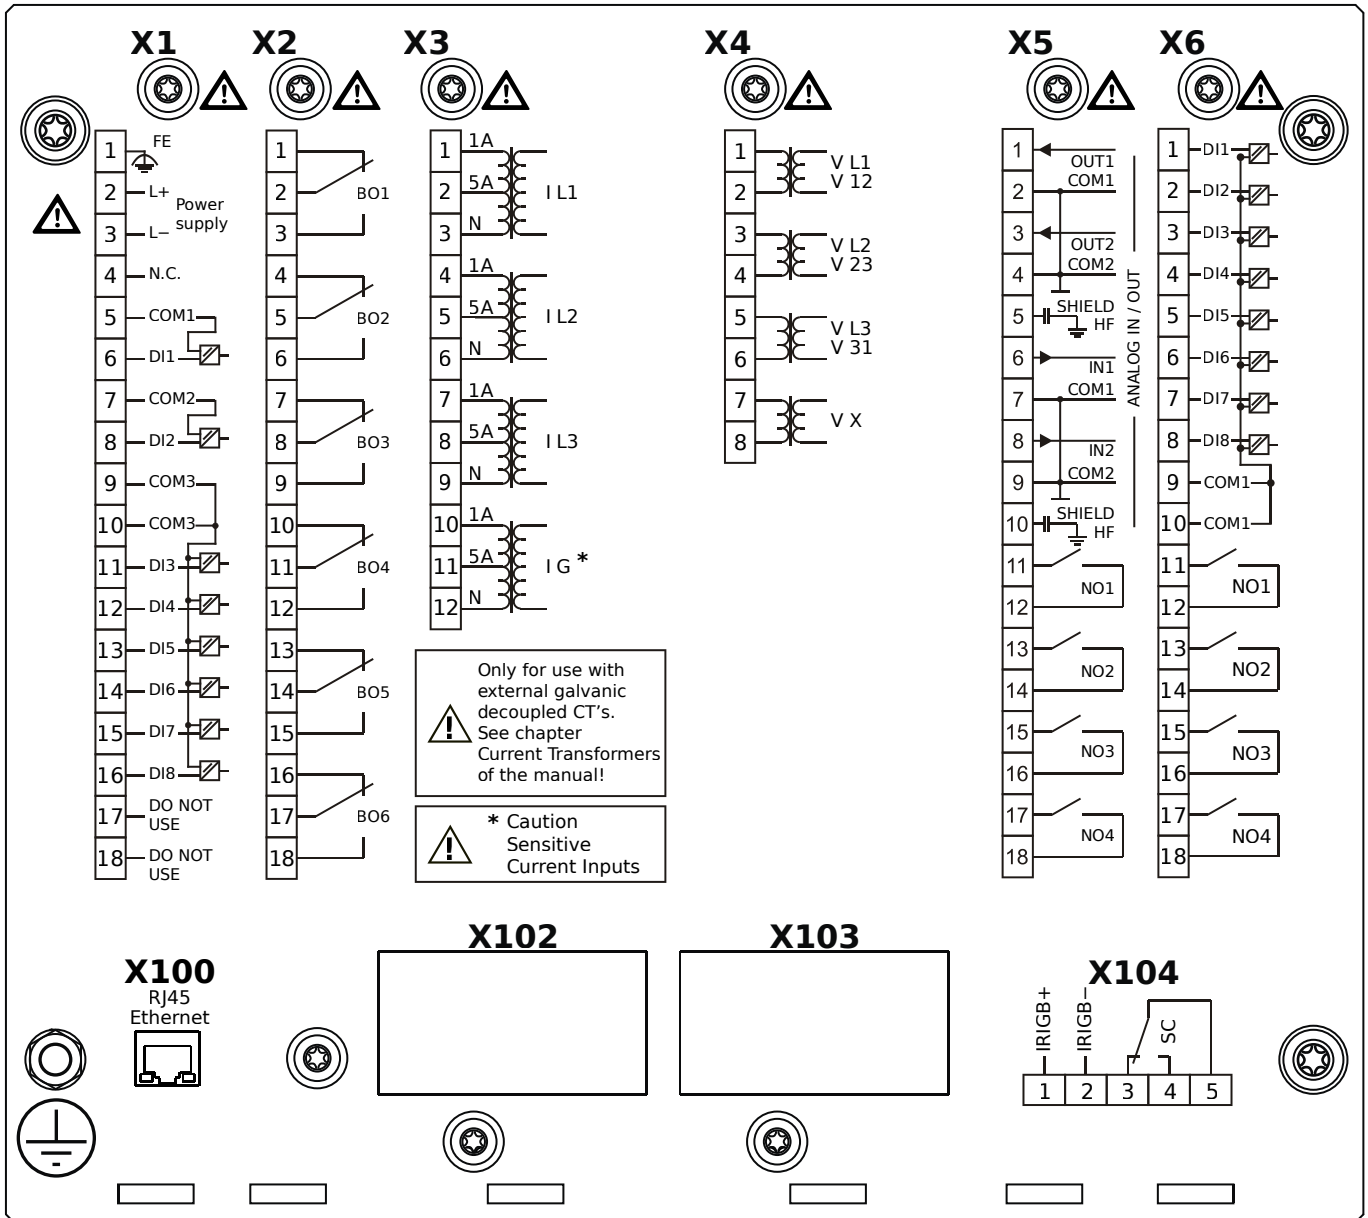 X1
X2
X3
X4
X5
X6
1 FE
2 L+
Power
supply
3 L−
4 N.C.
5 COM1
6 DI1
7 COM2
8 DI2
9 COM3
10 COM3
11 DI3
12 DI4
13 DI5
14 DI6
15 DI7
16 DI8
17 DO NOT
USE
18 DO NOT
USE
1
2 BO1
3
4
5 BO2
6
7
8 BO3
9
10
11 BO4
12
13
14 BO5
15
16
17 BO6
18
1 1A
2 5A I L1
3 N
4 1A
5 5A I L2
6 N
7 1A
8 5A I L3
9 N
10 1A
11 5A I G *
12 N
Only for use with
external galvanic
decoupled CT's.
See chapter
Current Transformers
of the manual!
* Caution
Sensitive
Current Inputs
1 V L1
2 V 12
3 V L2
4 V 23
5 V L3
6 V 31
7 V X
8
1 OUT1
2 COM1
3 OUT2
4 COM2
5 SHIELD
HF
6 IN1
7 COM1
8 IN2
9 COM2
10 SHIELD
HF
ANALOG IN / OUT
11
NO1
12
13
NO2
14
15
NO3
16
17
NO4
18
1 DI1
2 DI2
3 DI3
4 DI4
5 DI5
6 DI6
7 DI7
8 DI8
9 COM1
10 COM1
11
NO1
12
13
NO2
14
15
NO3
16
17
NO4
18
X100
RJ45
Ethernet
X102
X103
X104
IRIGB+
IRIGB−
SC
1 2 3 4 5